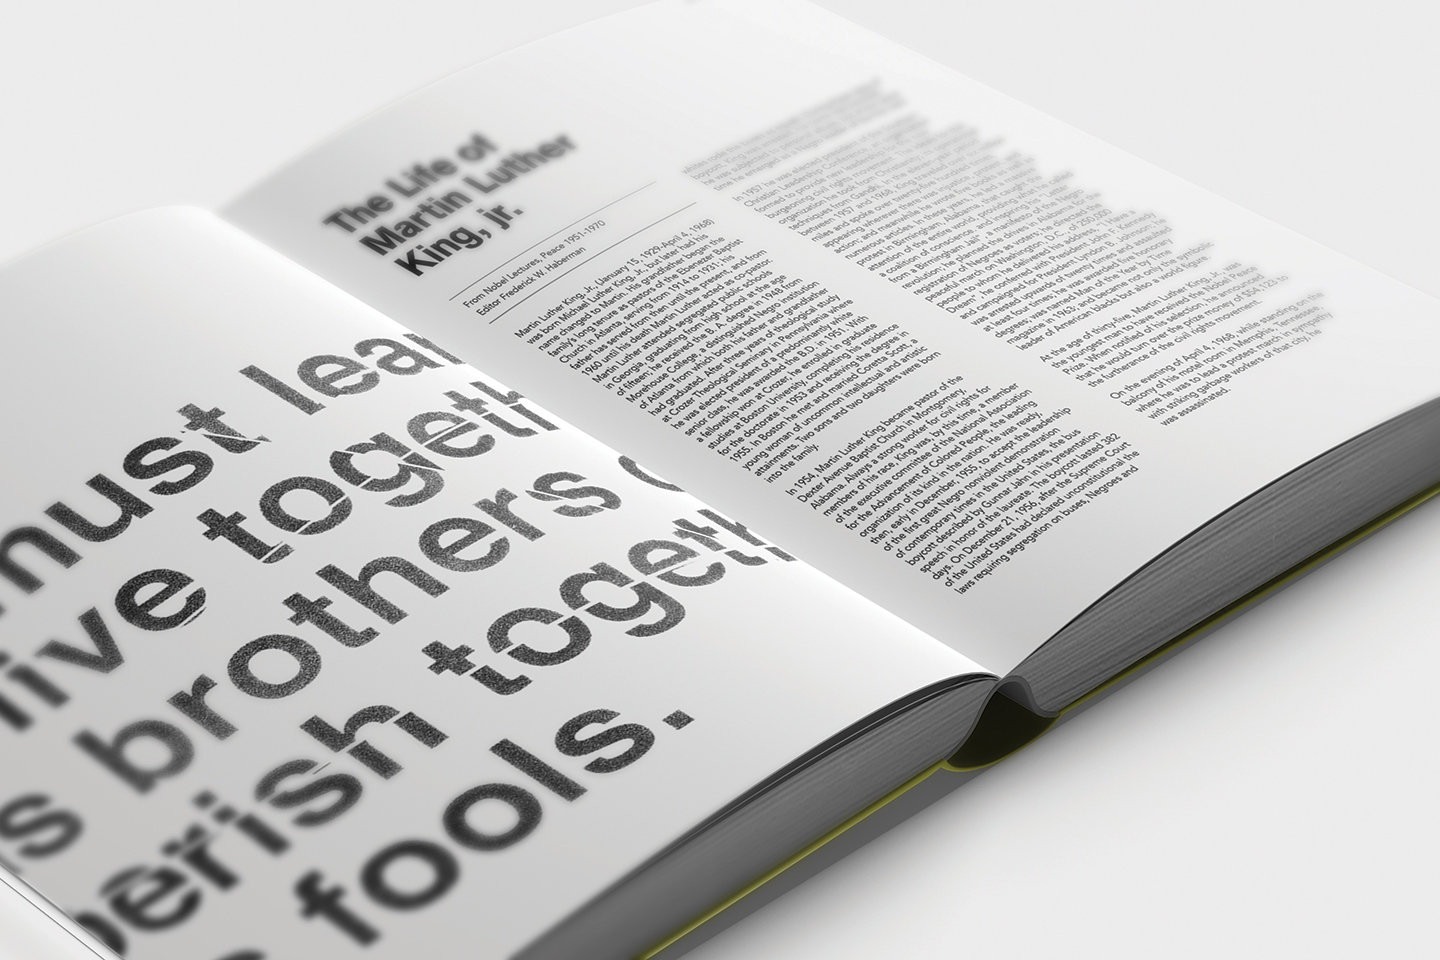 must lear
live togeth
s brothers
perish togeth
fools.
The Life of
Martin Luther
King, jr.
From Nobel Lectures, Peace 1951-1970
Editor Frederick W. Haberman
Martin Luther King, Jr., (January 15, 1929-April 4, 1968)
was born Michael Luther King, Jr., but later had his
name changed to Martin. His grandfather began the
family's long tenure as pastors of the Ebenezer Baptist
Church in Atlanta, serving from 1914 to 1931; his
father has served from then until the present, and from
1960 until his death Martin Luther acted as co-pastor.
Martin Luther attended segregated public schools
in Georgia, graduating from high school at the age
of fifteen; he received the B. A. degree in 1948 from
Morehouse College, a distinguished Negro institution
of Atlanta from which both his father and grandfather
had graduated. After three years of theological study
at Crozer Theological Seminary in Pennsylvania where
he was elected president of a predominantly white
senior class, he was awarded the B.D. in 1951. With
a fellowship won at Crozer, he enrolled in graduate
studies at Boston University, completing his residence
for the doctorate in 1953 and receiving the degree in
1955. In Boston he met and married Coretta Scott, a
young woman of uncommon intellectual and artistic
attainments. Two sons and two daughters were born
into the family.
In 1954, Martin Luther King became pastor of the
Dexter Avenue Baptist Church in Montgomery,
Alabama. Always a strong worker for civil rights for
members of his race, King was, by this time, a member
of the executive committee of the National Association
for the Advancement of Colored People, the leading
organization of its kind in the nation. He was ready,
then, early in December, 1955, to accept the leadership
of the first great Negro nonviolent demonstration
of contemporary times in the United States, the bus
boycott described by Gunnar Jahn in his presentation
speech in honor of the laureate. The boycott lasted 382
days. On December 21, 1956, after the Supreme Court
of the United States had declared unconstitutional the
laws requiring segregation on buses, Negroes and
In 1957 he was elected president of the
Christian Leadership Conference, an
formed to provide new leadership for the
burgeoning civil rights movement.
organization he took from Christianity;
techniques from Gandhi. In the
between 1957 and 1968, King traveled
miles and spoke over twenty-five hundred
appearing wherever there was injustice,
action; and meanwhile he wrote five books as
numerous articles. In these years, he led a
protest in Birmingham, Alabama, that caught the
attention of the entire world, providing what he called
a coalition of conscience. and inspiring his "Letter
from a Birmingham Jail", a manifesto of the Negro
revolution; he planned the drives in Alabama for the
registration of Negroes as voters; he directed the
peaceful march on Washington, D.C., of 250,000
people to whom he delivered his address, "I Have a
Dream", he conferred with President John F. Kennedy
and campaigned for President Lyndon B. Johnson; he
was arrested upwards of twenty times and assaulted
at least four times; he was awarded five honorary
degrees; was named Man of the Year by Time
magazine in 1963; and became not only the symbolic
leader of American blacks but also a world figure.
At the age of thirty-five, Martin Luther King, Jr., was
the youngest man to have received the Nobel Peace
Prize. When notified of his selection, he announced
that he would turn over the prize money of $54,123 to
the furtherance of the civil rights movement.
On the evening of April 4, 1968, while standing on the
balcony of his motel room in Memphis, Tennessee,
where he was to lead a protest march in sympathy
with striking garbage workers of that city, he
was assassinated.